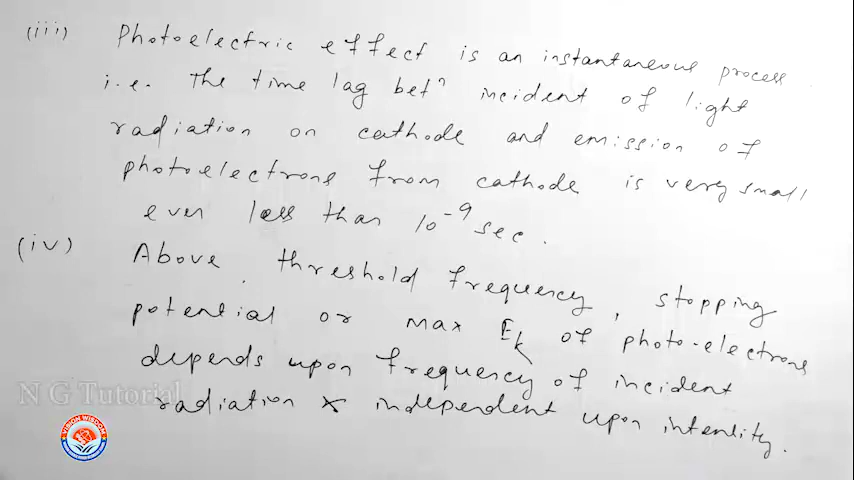 (iii) Photoelectric effect is an instantaneous process
i.e. The time lag betn incident of light
radiation on cathode and emission of
photoelectrons from cathode is very small
even less than 10⁻⁹ sec.
(iv) Above threshold frequency, stopping
potential or max Ek of photo-electrons
depends upon frequency of incident
radiation & independent upon intensity.
N G Tutorial
VISION WISDOM